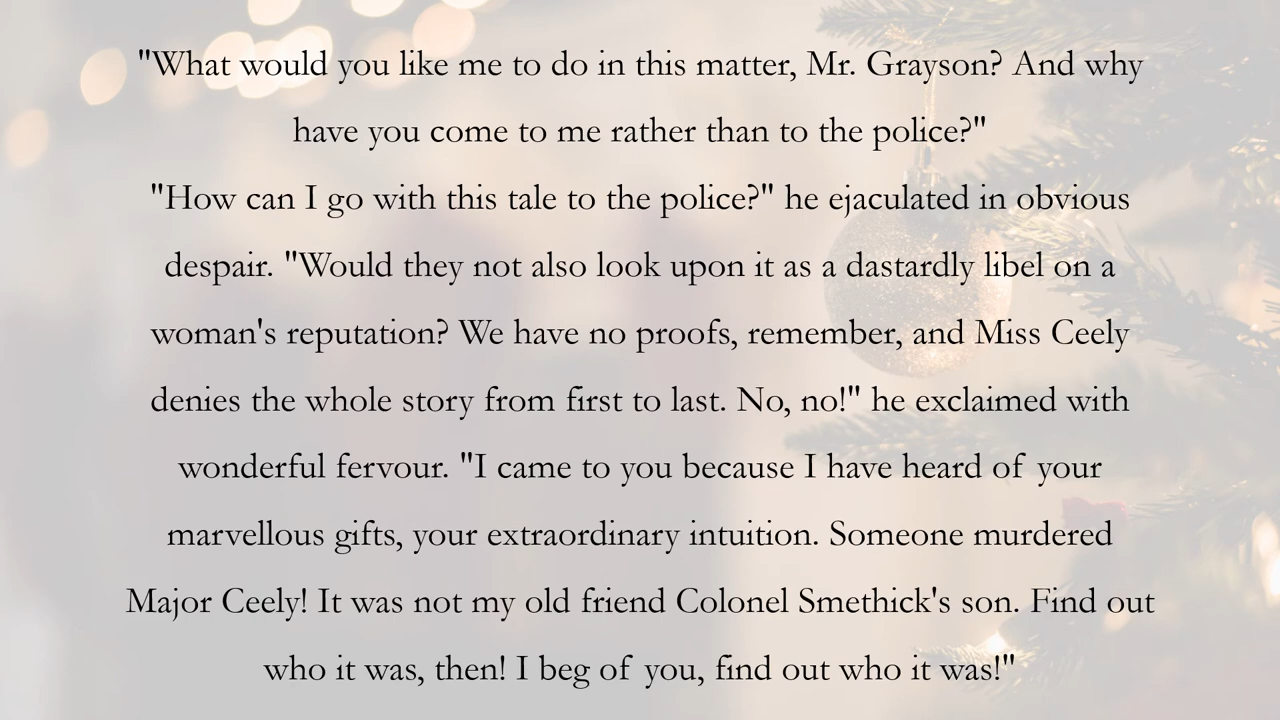 "What would you like me to do in this matter, Mr. Grayson? And why
have you come to me rather than to the police?"
"How can I go with this tale to the police?" he ejaculated in obvious
despair. "Would they not also look upon it as a dastardly libel on a
woman's reputation? We have no proofs, remember, and Miss Ceely
denies the whole story from first to last. No, no!" he exclaimed with
wonderful fervour. "I came to you because I have heard of your
marvellous gifts, your extraordinary intuition. Someone murdered
Major Ceely! It was not my old friend Colonel Smethick's son. Find out
who it was, then! I beg of you, find out who it was!"